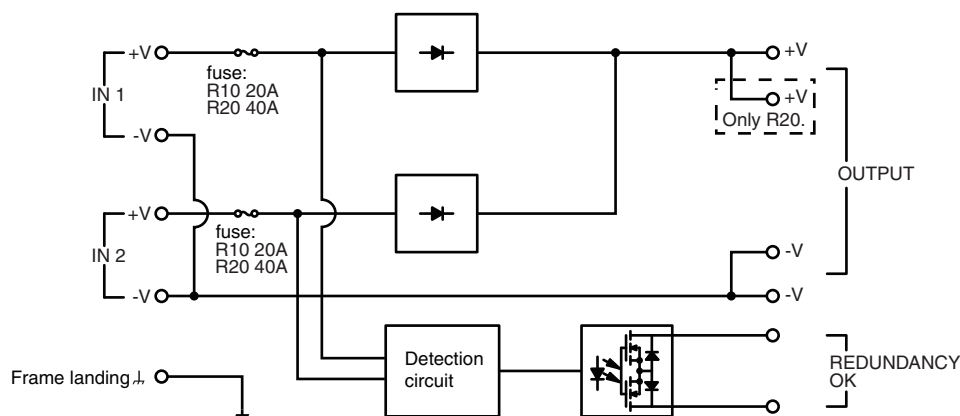 +V
fuse:
R10 20A
R20 40A
IN 1
-V
+V
+V
Only R20.
OUTPUT
+V
fuse:
R10 20A
R20 40A
IN 2
-V
-V
-V
Detection
circuit
REDUNDANCY
OK
Frame landing